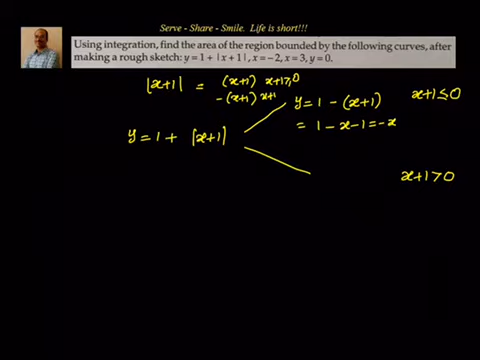 Serve - Share - Smile. Life is short!!!
Using integration, find the area of the region bounded by the following curves, after
making a rough sketch: y = 1 + | x + 1 |, x = −2, x = 3, y = 0.
|x+1| = (x+1) x+1>,0
-(x+1) x+1
y = 1 - (x+1) x+1≤0
= 1 - x - 1 = -x
y = 1 + |x+1|
x+1>0